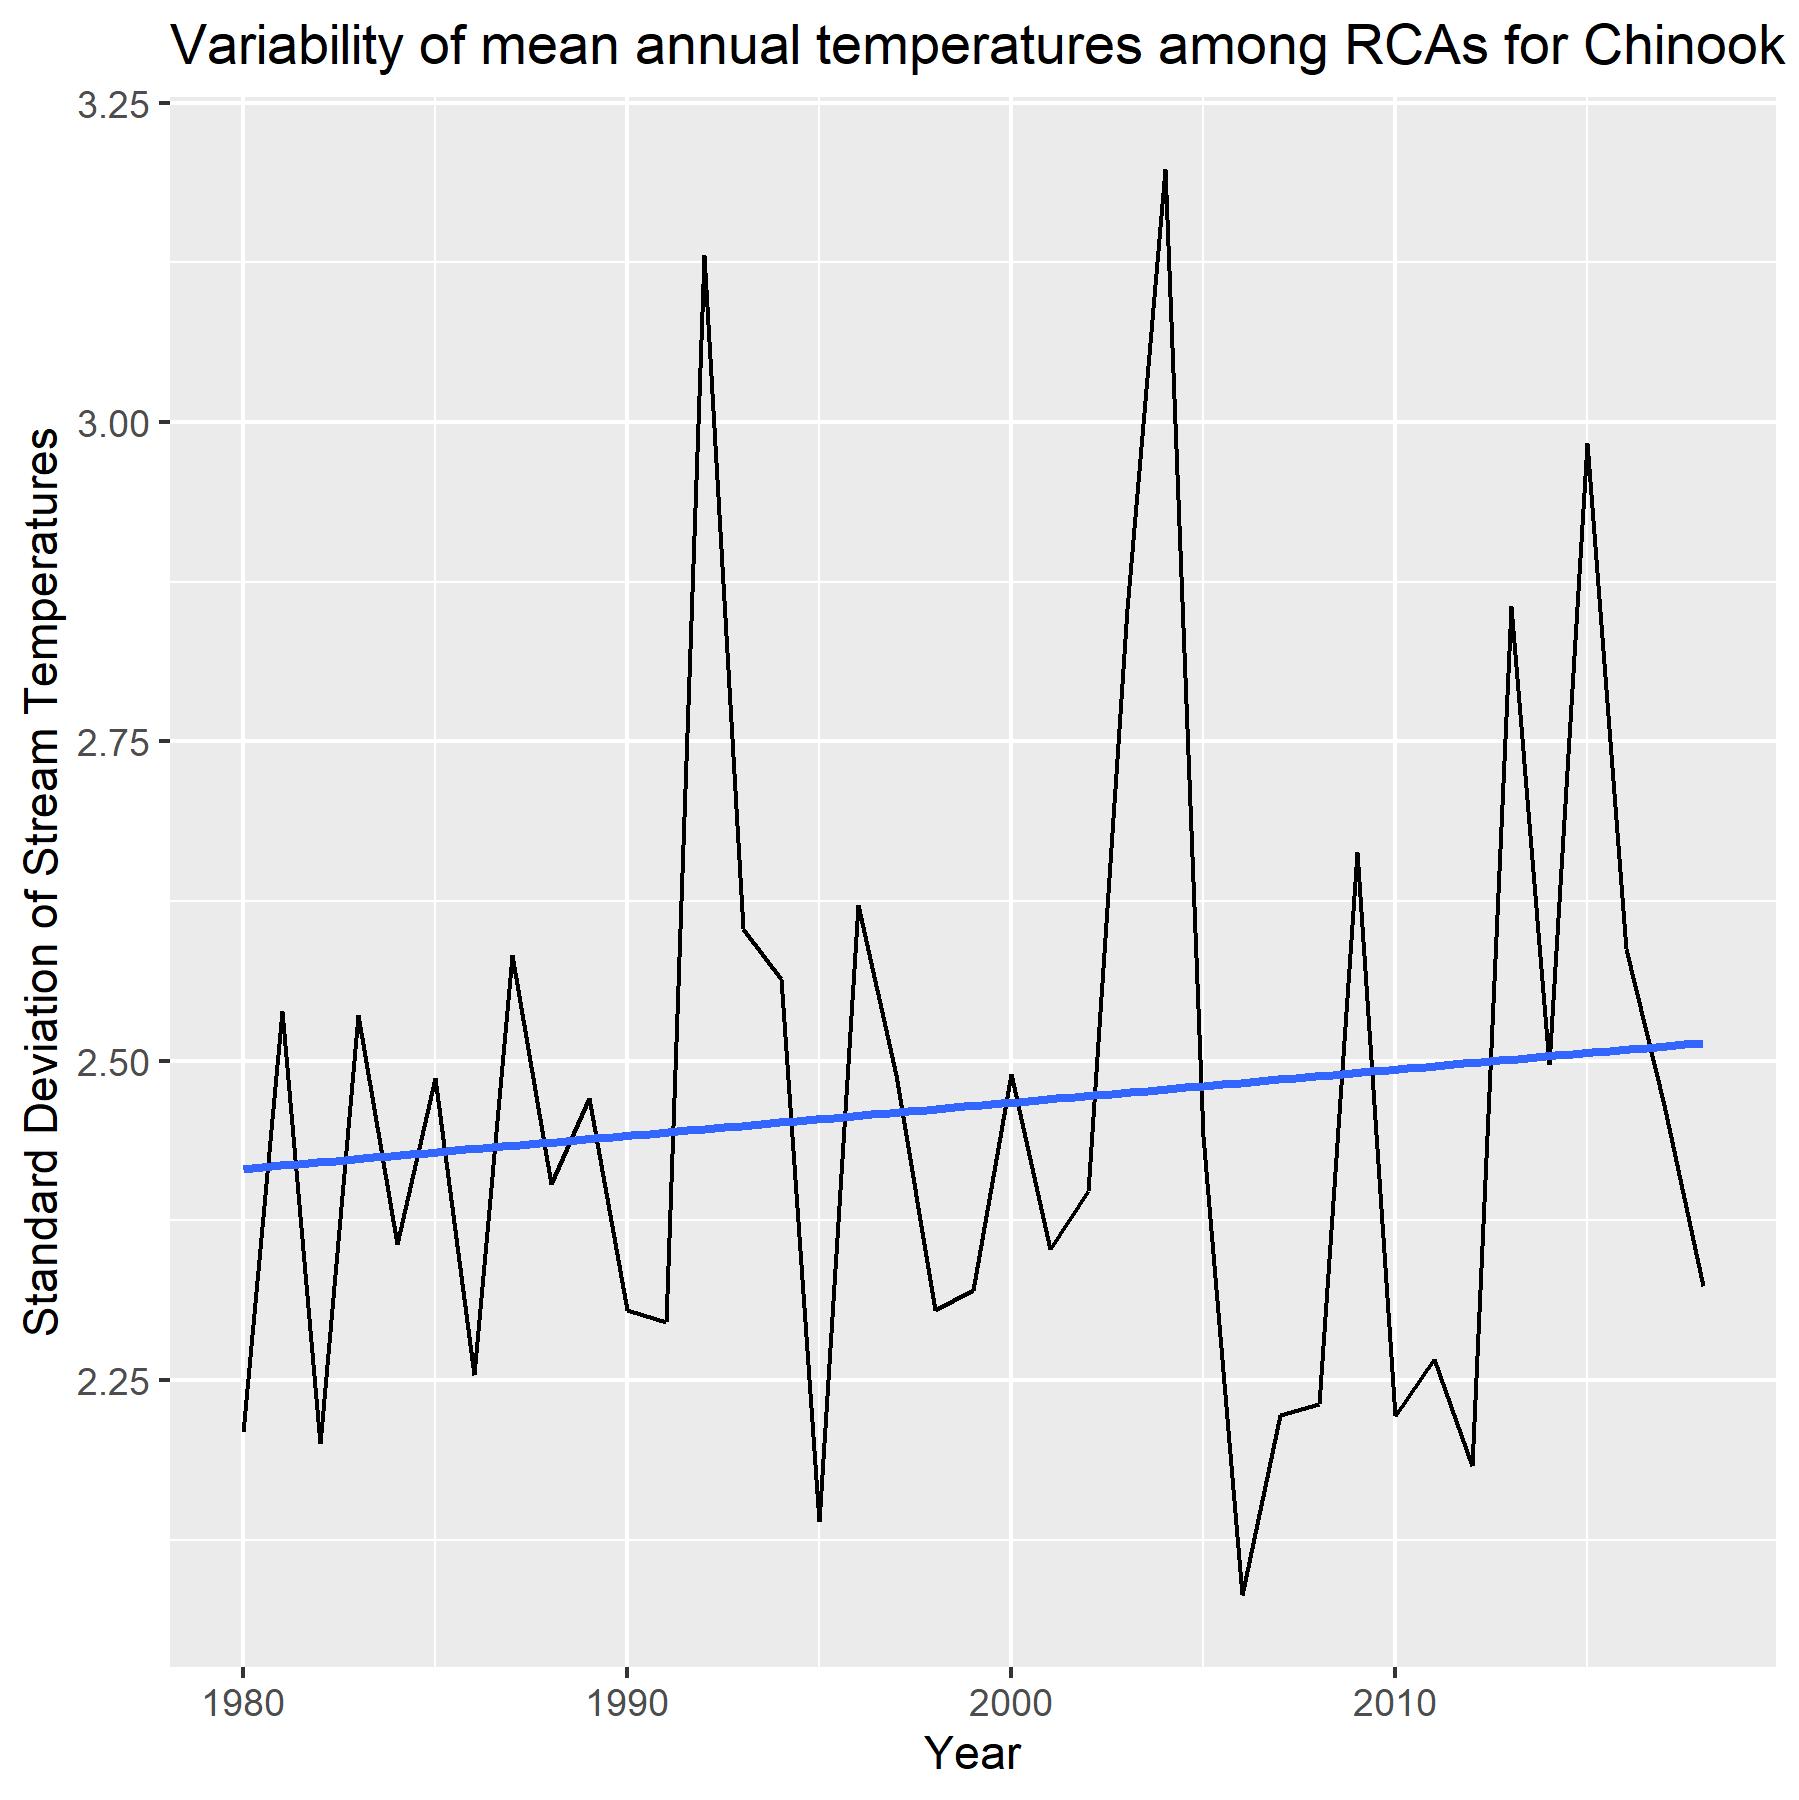 Variability of mean annual temperatures among RCAs for Chinook
Standard Deviation of Stream Temperatures
3.25
3.00
2.75
2.50
2.25
1980 1990 2000 2010
Year